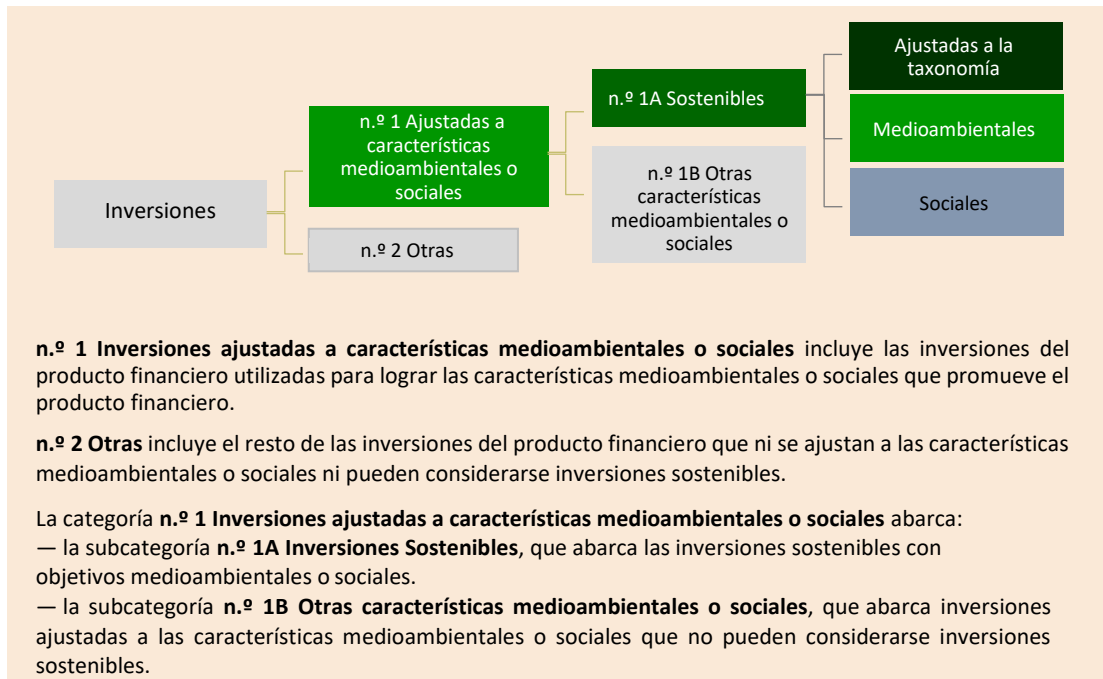 Inversiones
n.º 1 Ajustadas a
características
medioambientales o
sociales
n.º 2 Otras
n.º 1A Sostenibles
n.º 1B Otras
características
medioambientales o
sociales
Ajustadas a la
taxonomía
Medioambientales
Sociales
n.º 1 Inversiones ajustadas a características medioambientales o sociales incluye las inversiones del
producto financiero utilizadas para lograr las características medioambientales o sociales que promueve el
producto financiero.
n.º 2 Otras incluye el resto de las inversiones del producto financiero que ni se ajustan a las características
medioambientales o sociales ni pueden considerarse inversiones sostenibles.
La categoría n.º 1 Inversiones ajustadas a características medioambientales o sociales abarca:
— la subcategoría n.º 1A Inversiones Sostenibles, que abarca las inversiones sostenibles con
objetivos medioambientales o sociales.
— la subcategoría n.º 1B Otras características medioambientales o sociales, que abarca inversiones
ajustadas a las características medioambientales o sociales que no pueden considerarse inversiones
sostenibles.